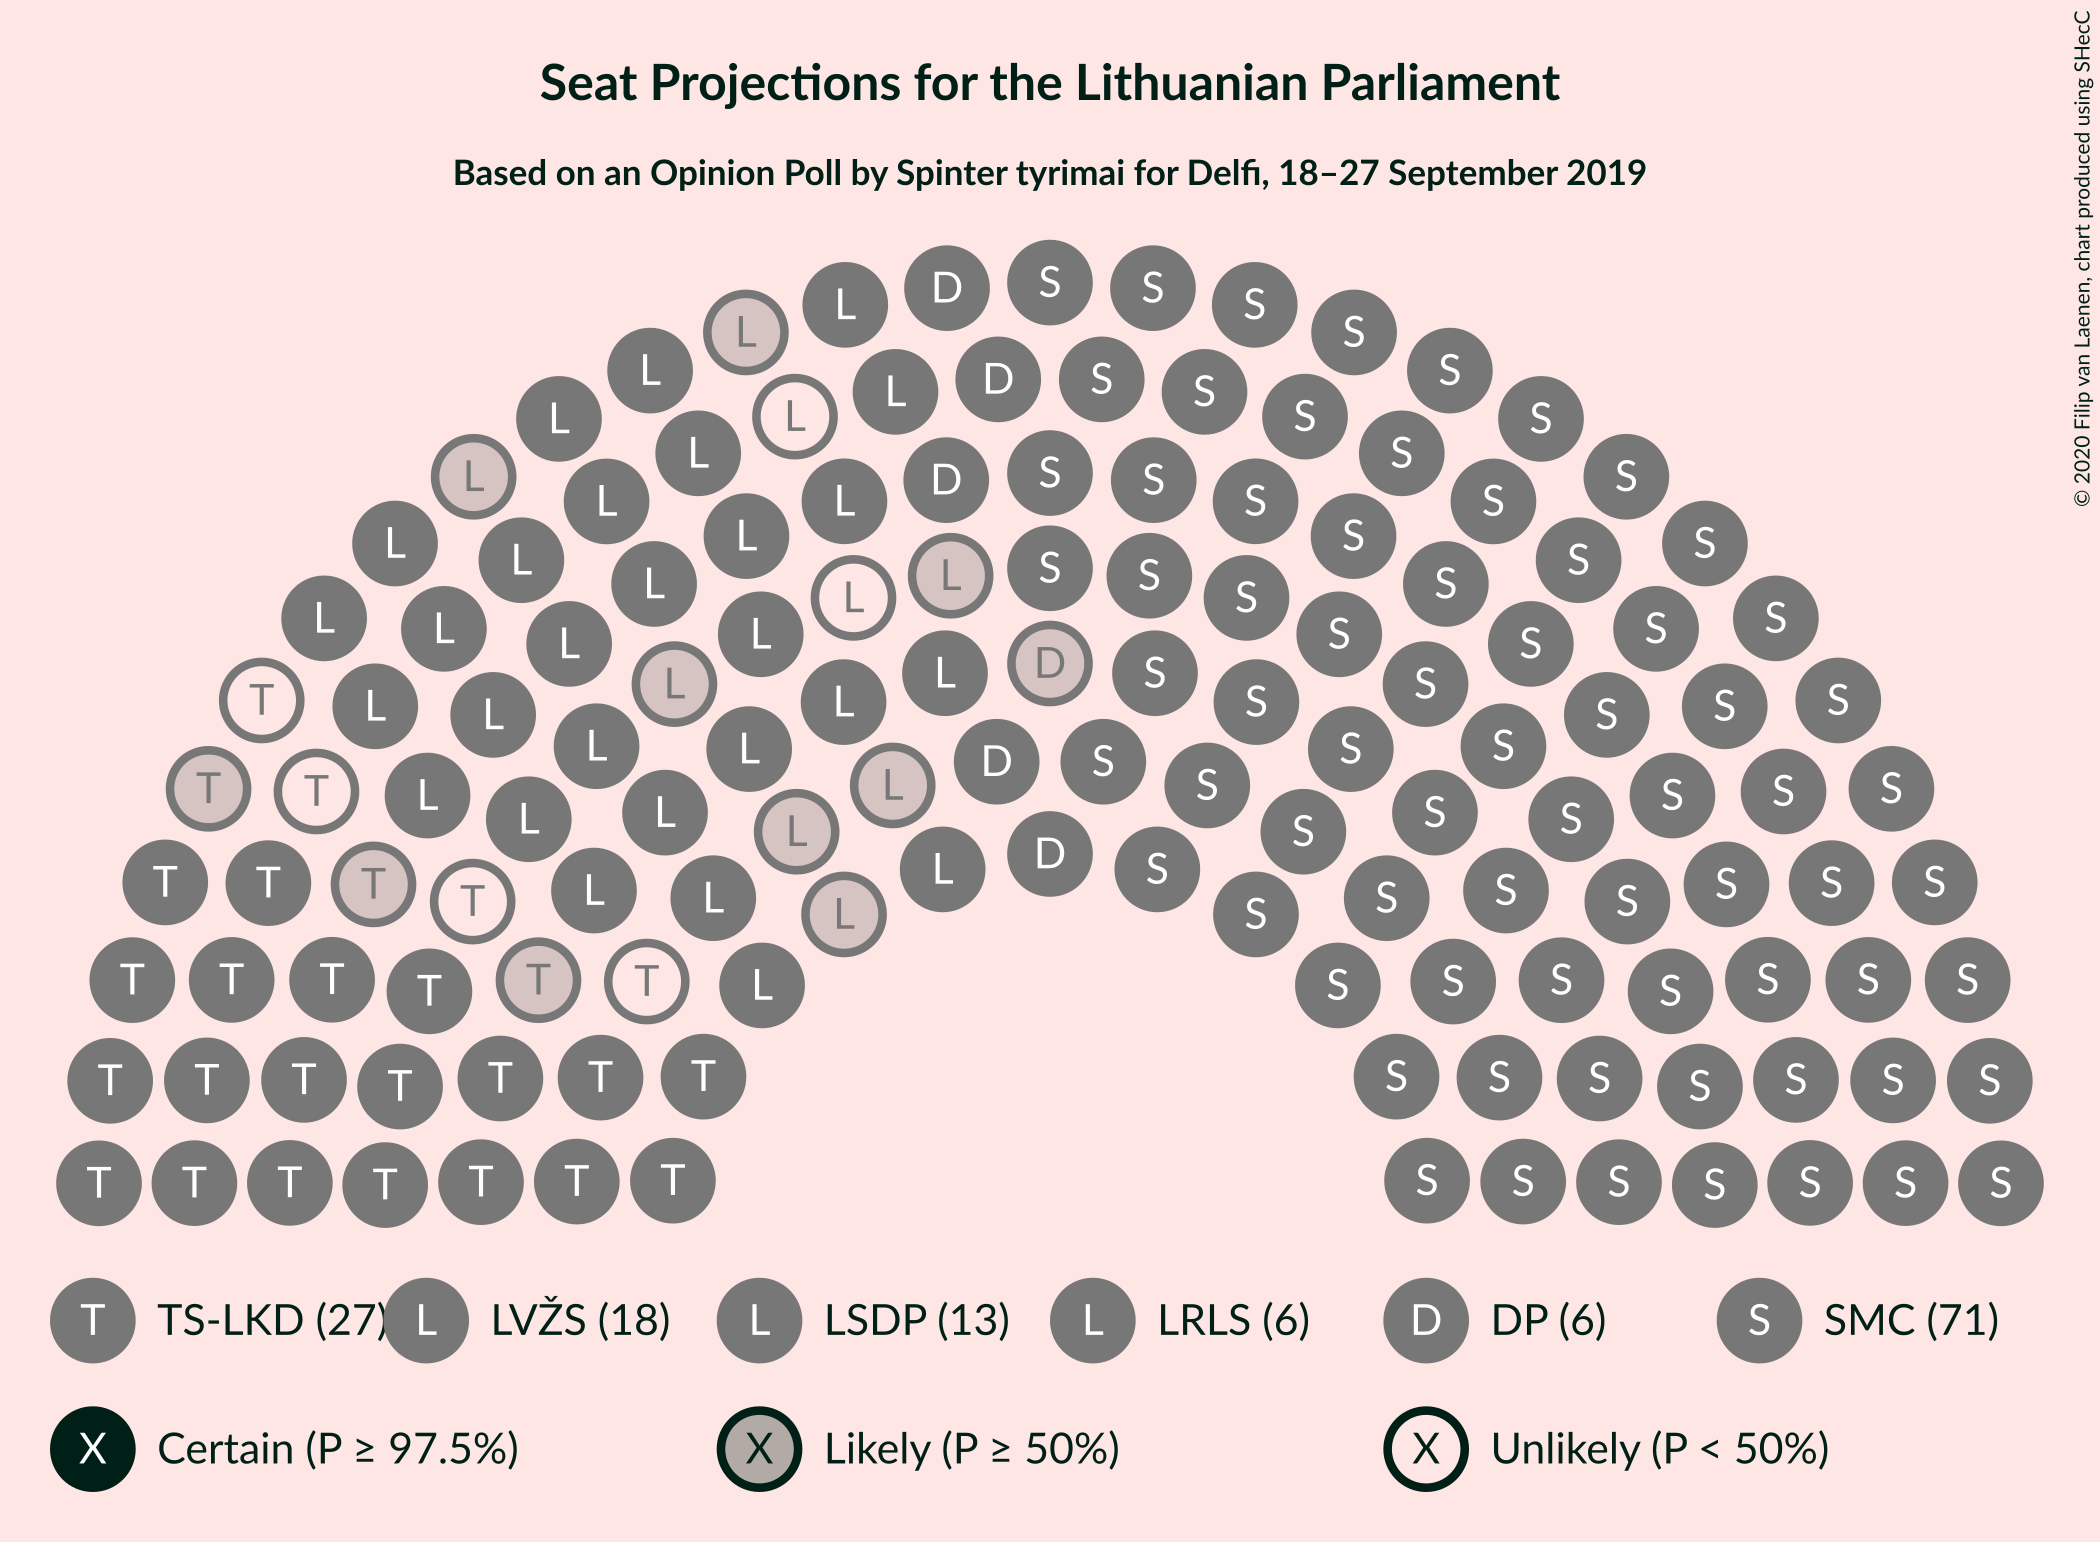 Seat Projections for the Lithuanian Parliament
Based on an Opinion Poll by Spinter tyrimai for Delfi, 18–27 September 2019
© 2020 Filip van Laenen, chart produced using SHecC
L D S S
L L S S
L L D S S S S
L L L S S
L L D S S S S
L L L L S S S S
L L L L S S S S S
L L L S S S S
T L L L L L D S S S S S
T T L L L L L D S S S S S S S
T T T T L L L L D S S S S S S S S
T T T T T T L S S S S S S S
T T T T T T T S S S S S S S
T T T T T T T S S S S S S S
T TS-LKD (27) L LVŽS (18) L LSDP (13) L LRLS (6) D DP (6) S SMC (71)
X Certain (P ≥ 97.5%) X Likely (P ≥ 50%) X Unlikely (P < 50%)